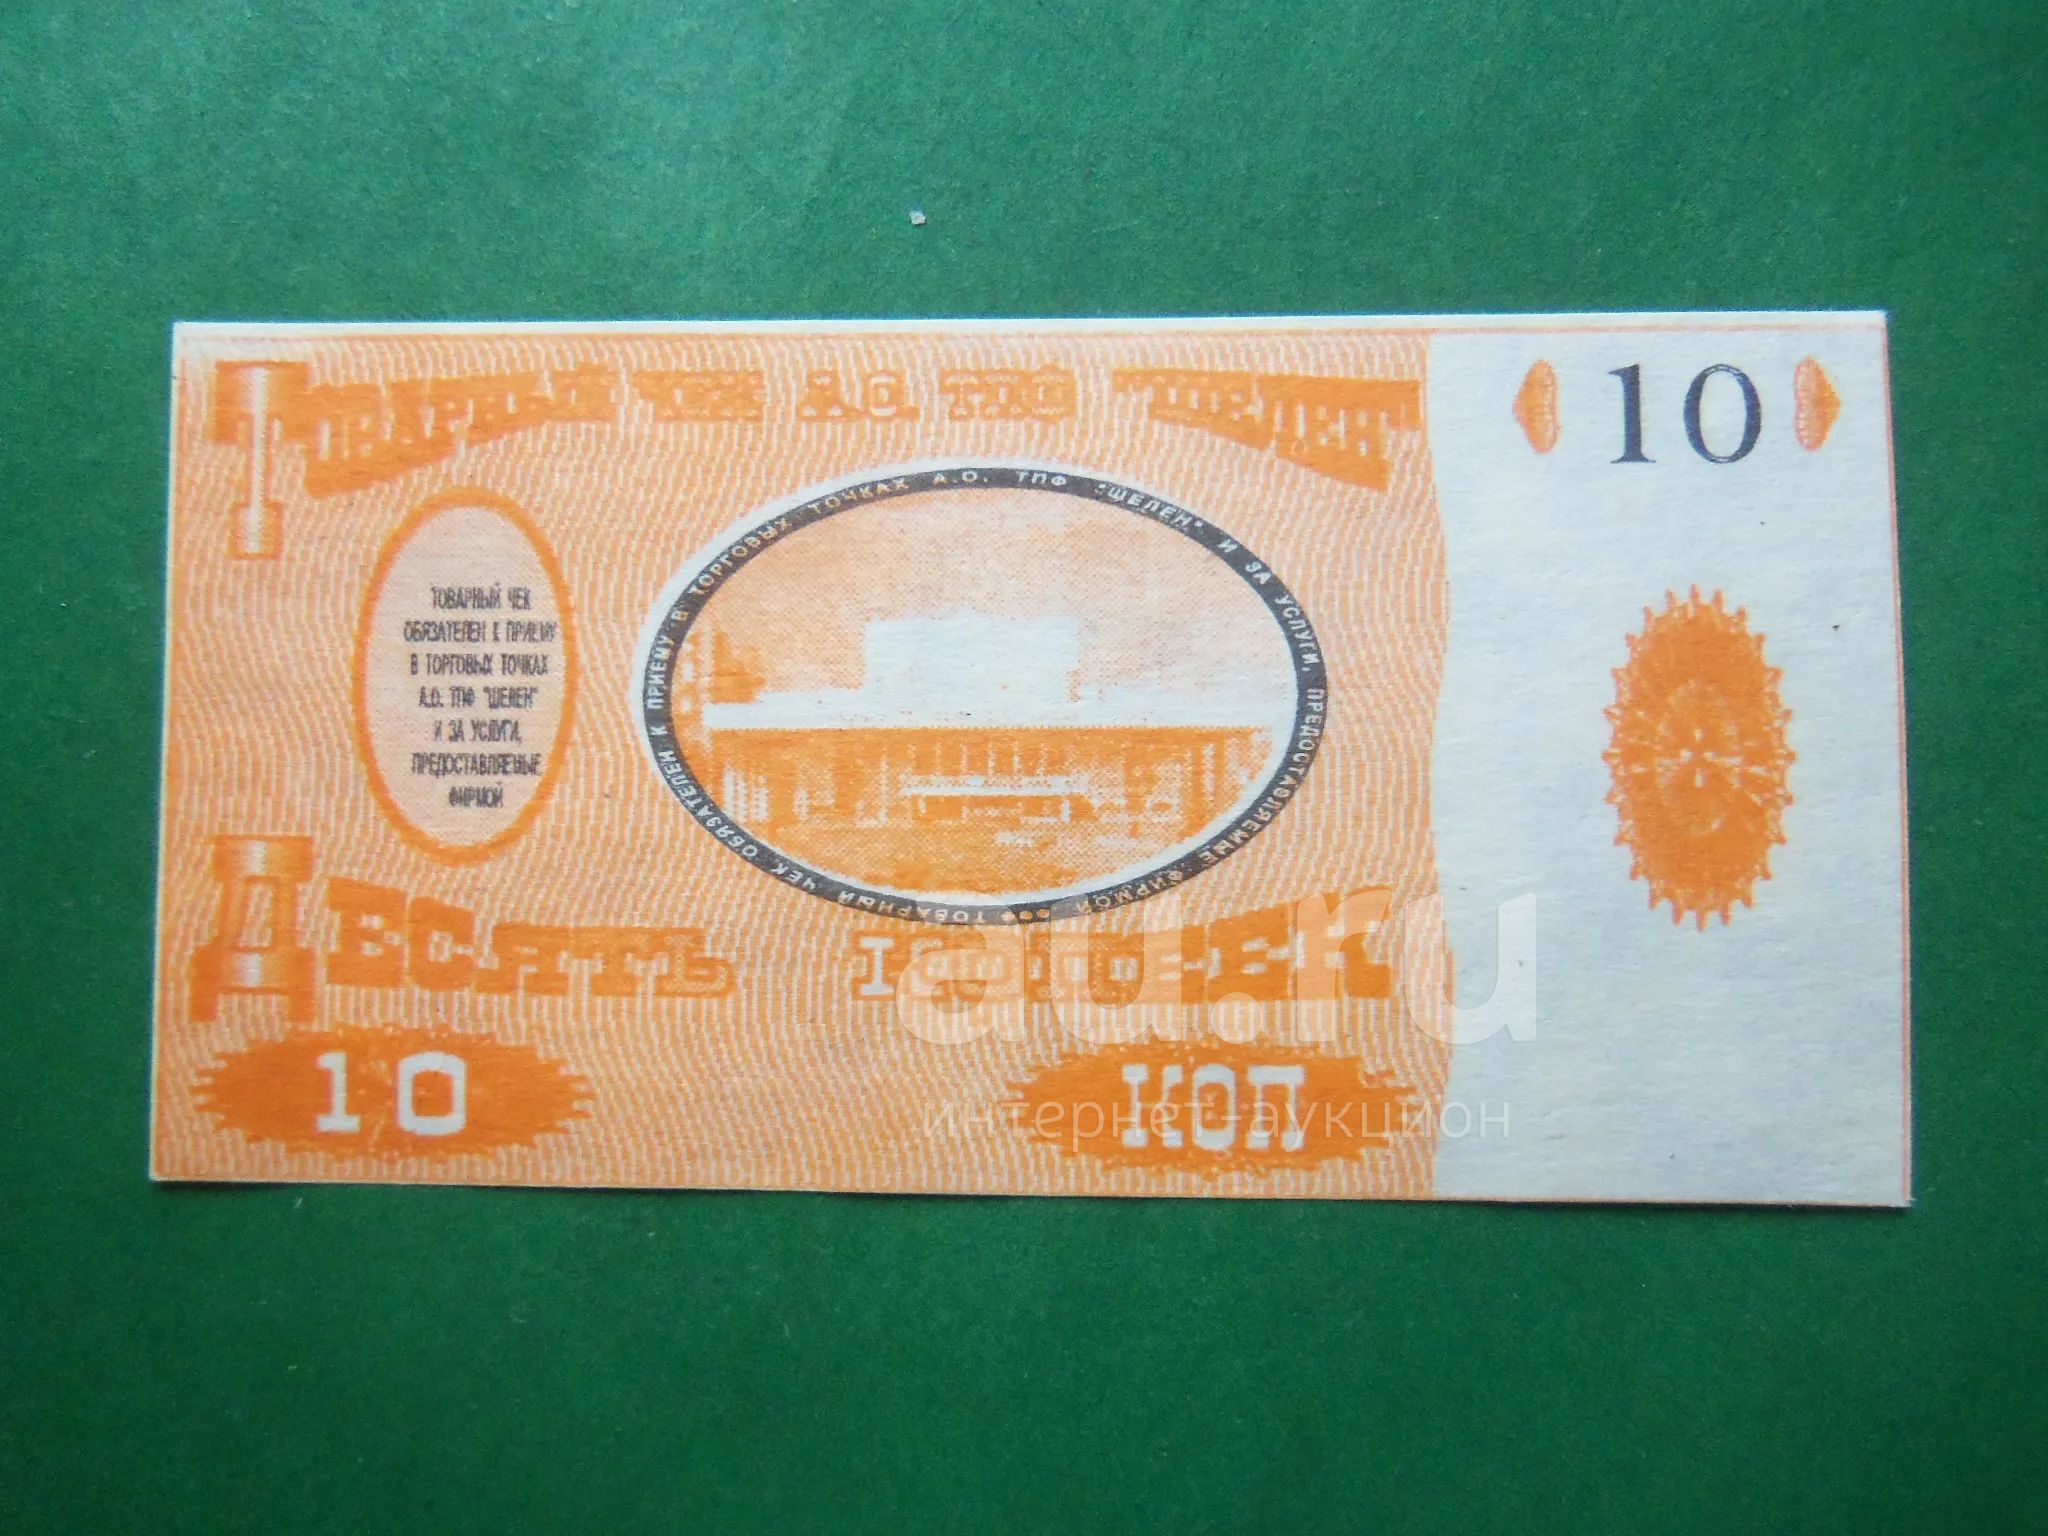 Товарный чек А.О. ТПФ "Шелен"
10
ТОВАРНЫЙ ЧЕК ОБЯЗАТЕЛЕН К ПРИЕМУ В ТОРГОВЫХ ТОЧКАХ А.О. ТПФ "ШЕЛЕН" И ЗА УСЛУГИ, ПРЕДОСТАВЛЯЕМЫЕ ФИРМОЙ
ТОВАРНЫЙ ЧЕК
ОБЯЗАТЕЛЕН К ПРИЕМУ
В ТОРГОВЫХ ТОЧКАХ
А.О. ТПФ "ШЕЛЕН"
И ЗА УСЛУГИ,
ПРЕДОСТАВЛЯЕМЫЕ
ФИРМОЙ
Десять копеек
10 КОП
au.ru
интернет-аукцион